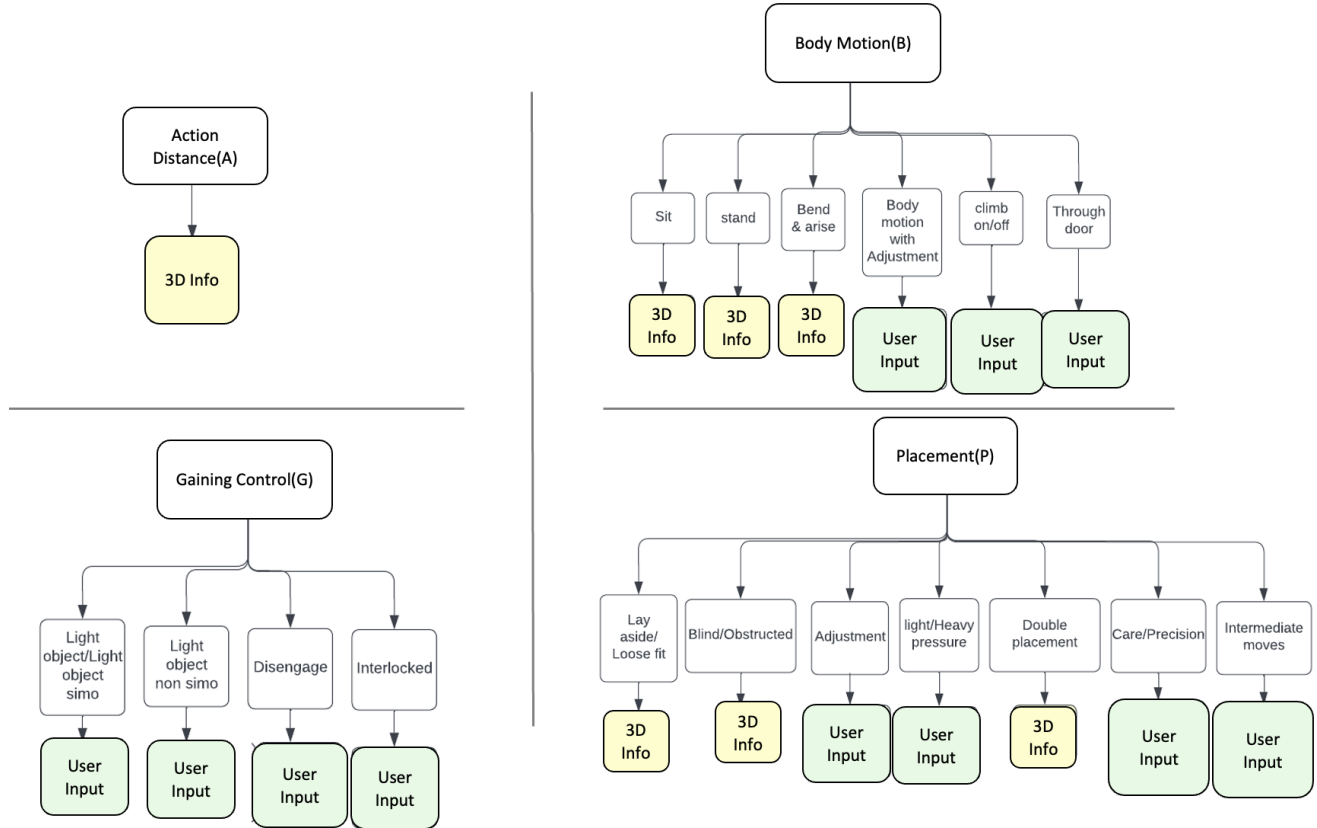 Action
Distance(A)
3D Info
Body Motion(B)
Sit
stand
Bend
& arise
Body
motion
with
Adjustment
climb
on/off
Through
door
3D
Info
3D
Info
3D
Info
User
Input
User
Input
User
Input
Gaining Control(G)
Light
object/Light
object
simo
Light
object
non simo
Disengage
Interlocked
User
Input
User
Input
User
Input
User
Input
Placement(P)
Lay
aside/
Loose fit
Blind/Obstructed
Adjustment
light/Heavy
pressure
Double
placement
Care/Precision
Intermediate
moves
3D
Info
3D
Info
User
Input
User
Input
3D
Info
User
Input
User
Input